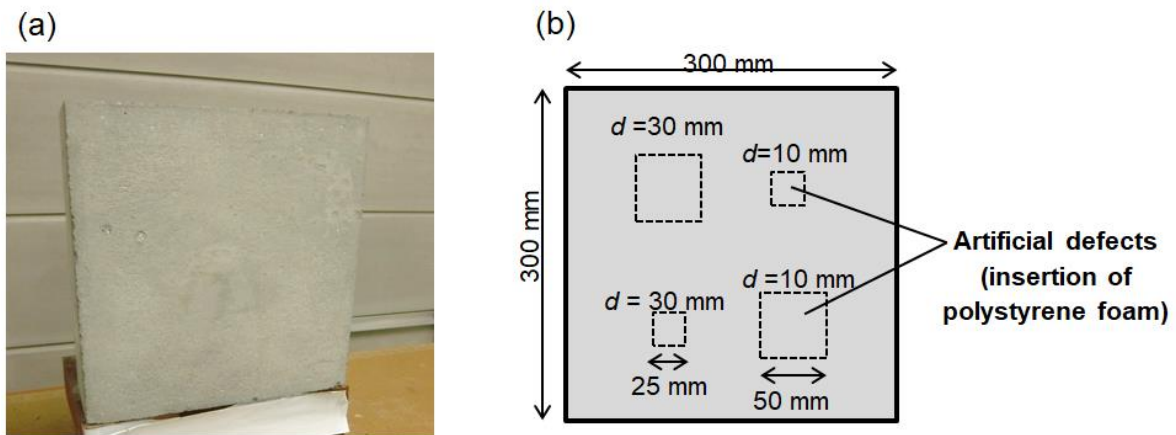 (a)
(b)
300 mm
300 mm
d =30 mm
d=10 mm
Artificial defects
(insertion of
polystyrene foam)
d = 30 mm
d=10 mm
25 mm
50 mm